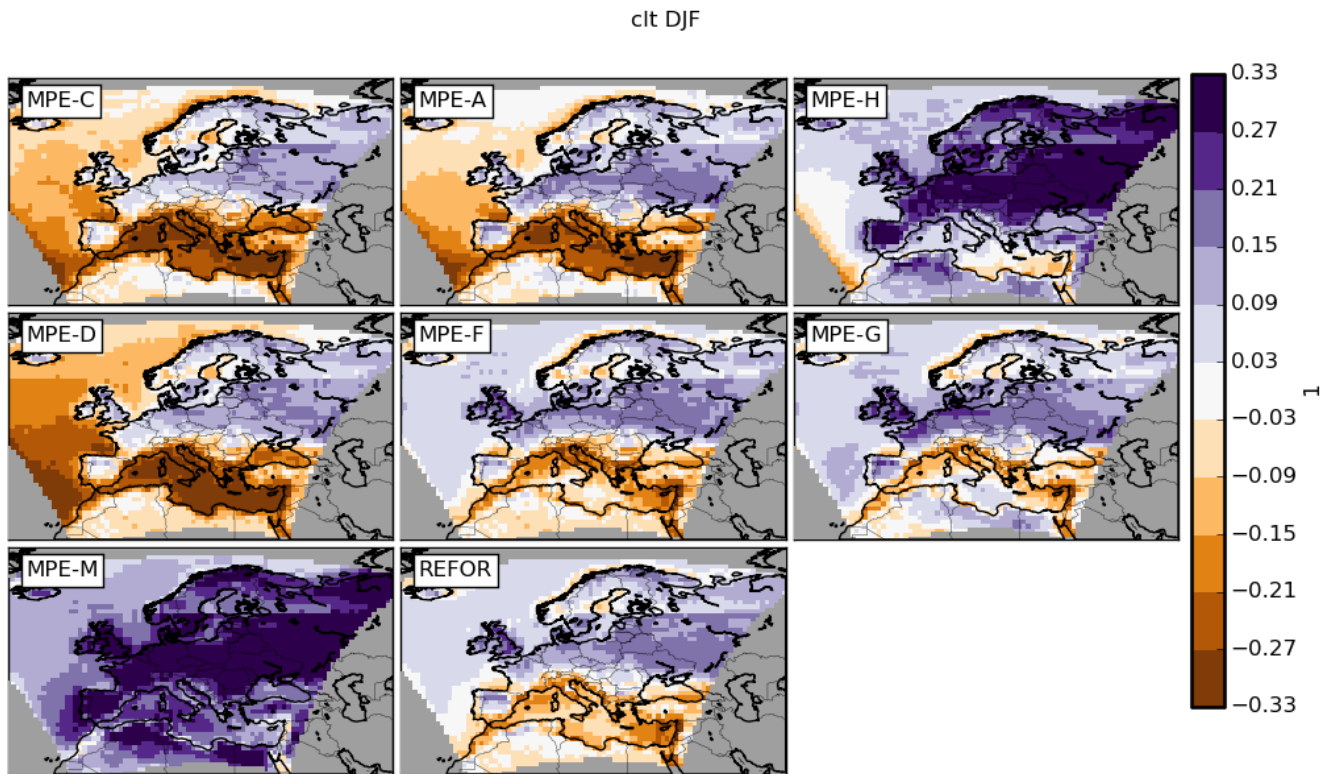 clt DJF
MPE-C
MPE-A
MPE-H
MPE-D
MPE-F
MPE-G
MPE-M
REFOR
0.33
0.27
0.21
0.15
0.09
0.03
−0.03
−0.09
−0.15
−0.21
−0.27
−0.33
1